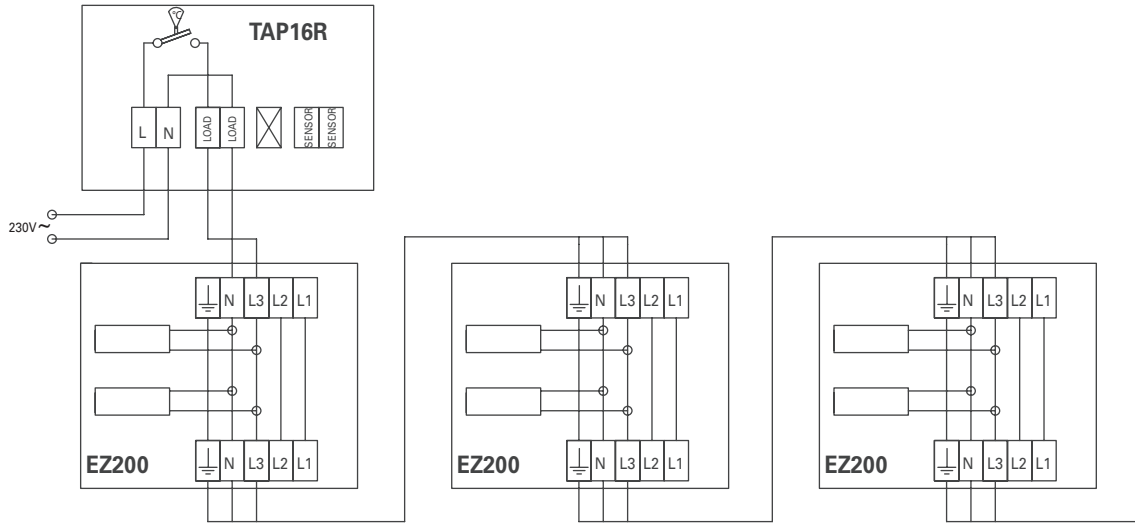 °C
TAP16R
L N LOAD LOAD SENSOR SENSOR
230V~
N L3 L2 L1
N L3 L2 L1
N L3 L2 L1
EZ200
N L3 L2 L1
EZ200
N L3 L2 L1
EZ200
N L3 L2 L1